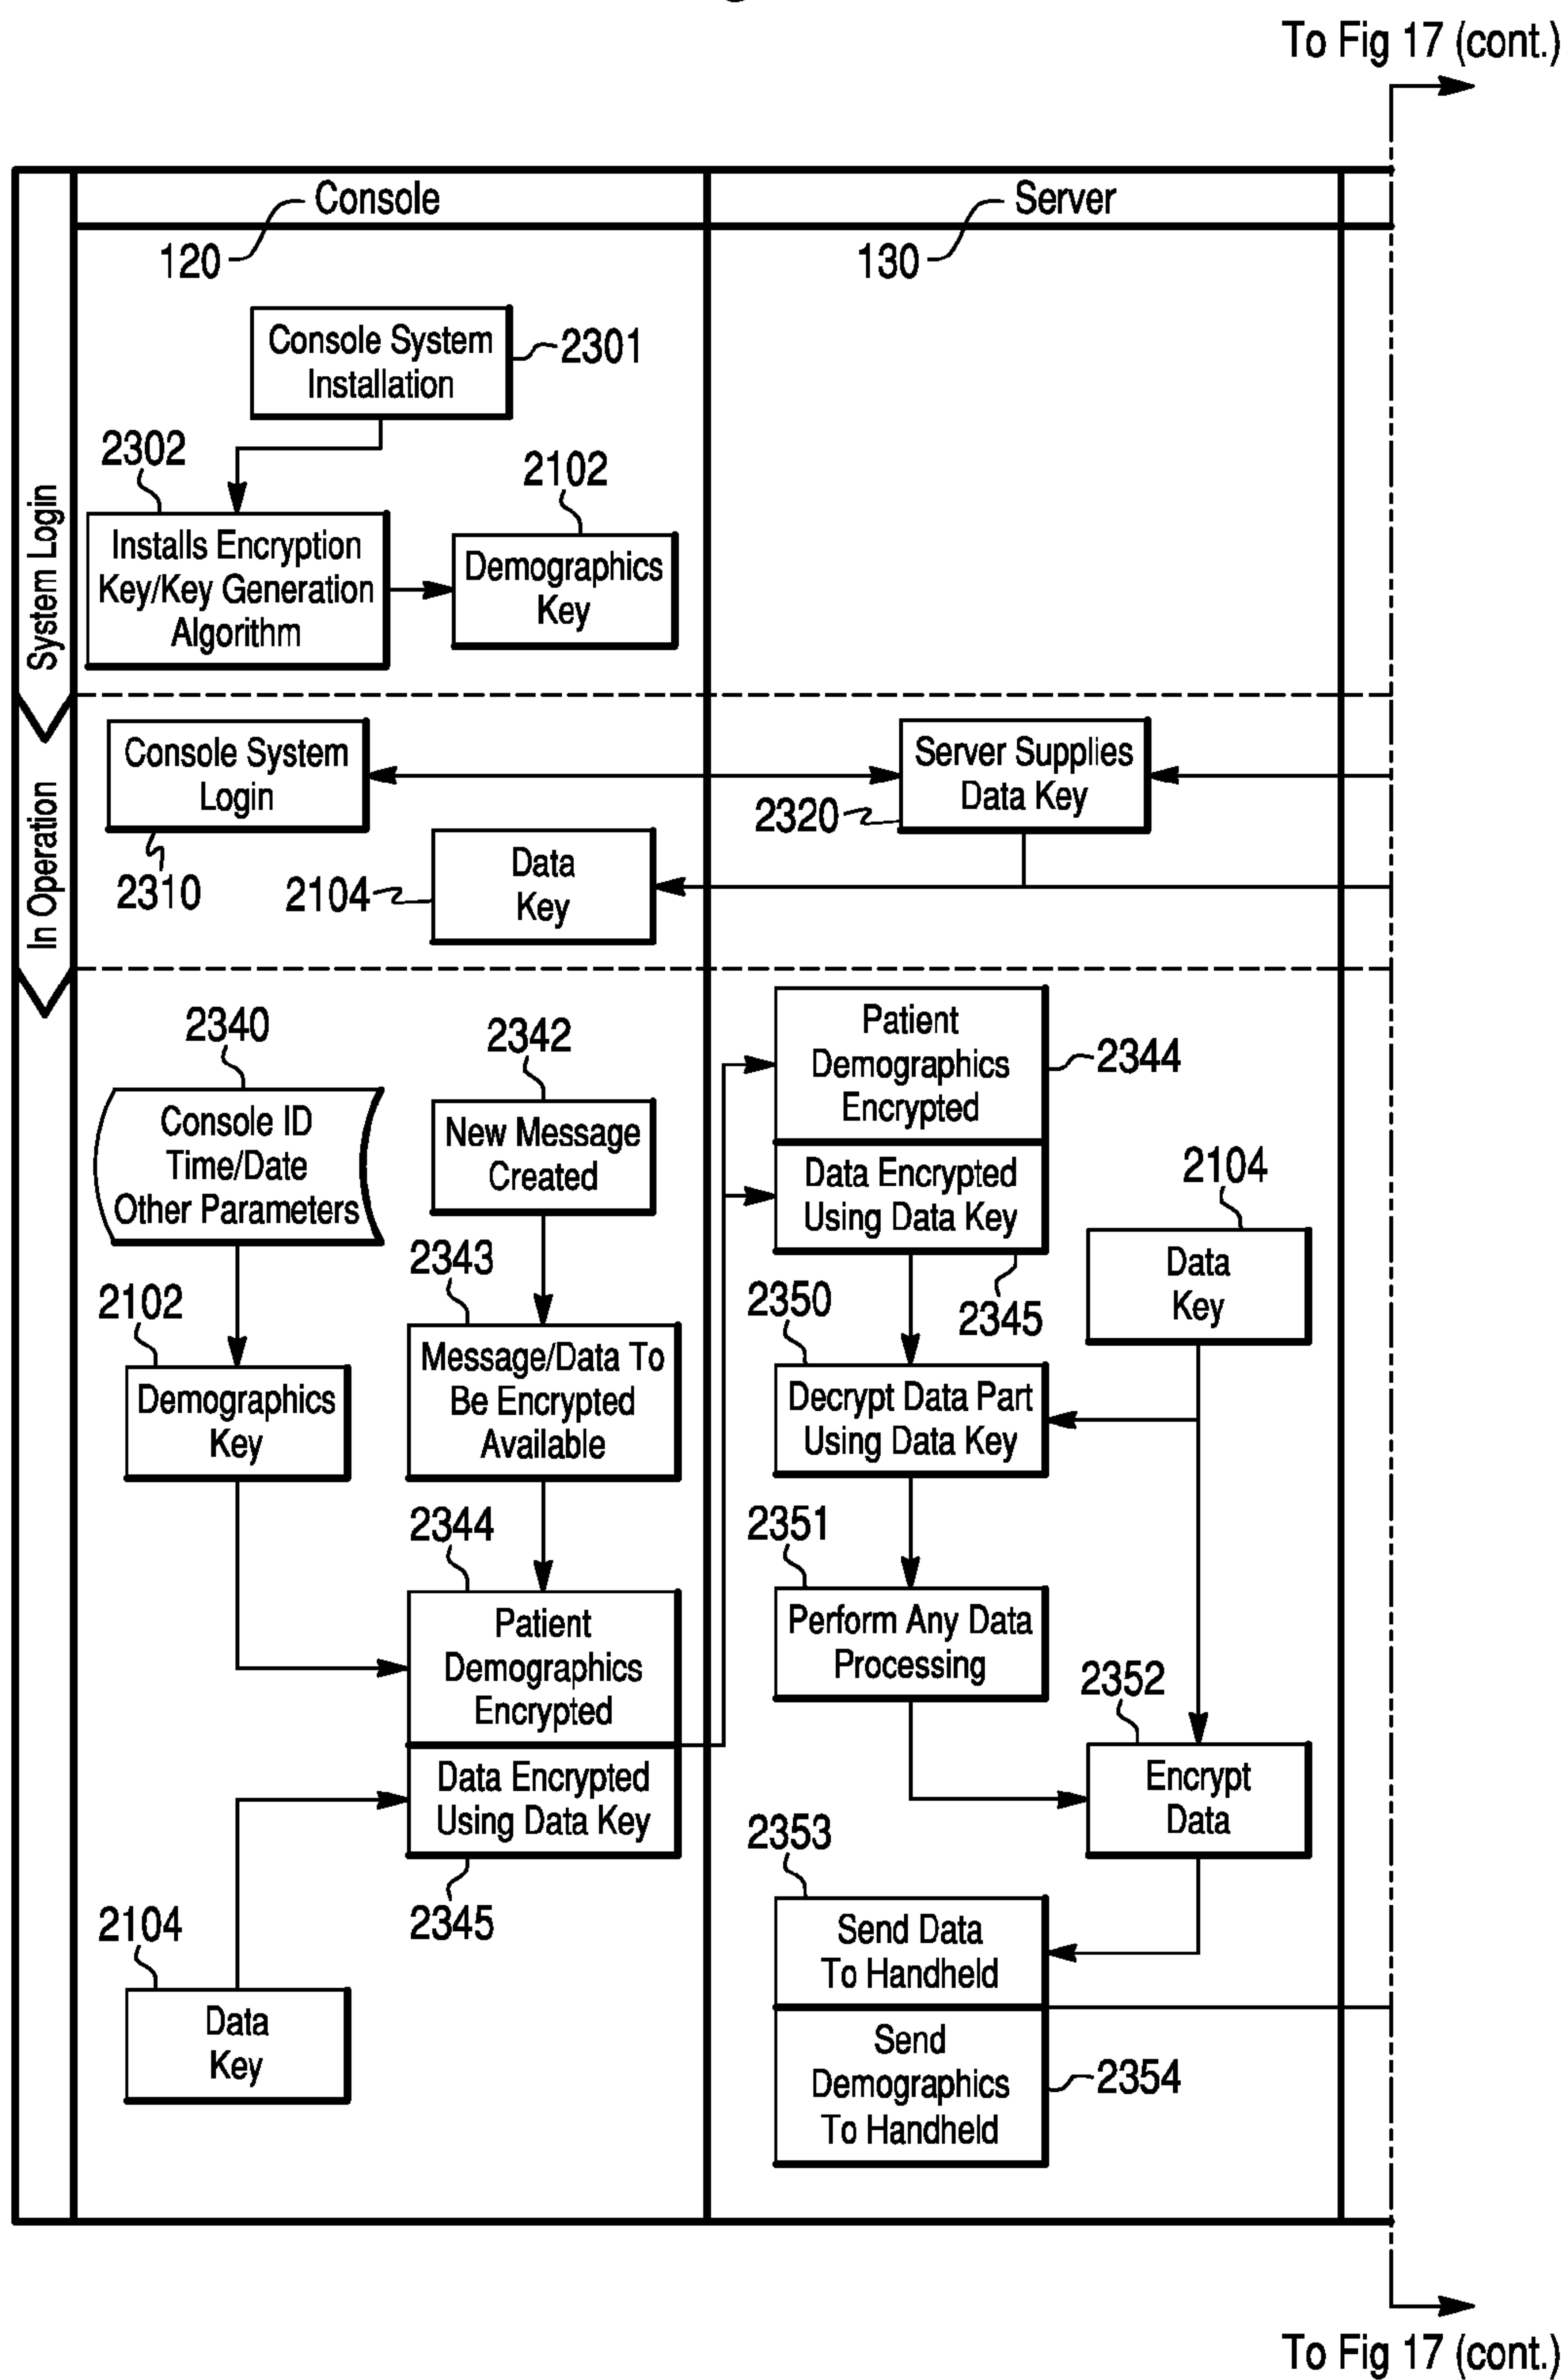 To Fig 17 (cont.)
Console
Server
120
130
Console System
Installation
2301
2302
2102
Installs Encryption
Key/Key Generation
Algorithm
Demographics
Key
System Login
Console System
Login
2310
Server Supplies
Data Key
2320
Data
Key
2104
In Operation
2340
Console ID
Time/Date
Other Parameters
2342
New Message
Created
2102
Demographics
Key
2343
Message/Data To
Be Encrypted
Available
2344
Patient
Demographics
Encrypted
Data Encrypted
Using Data Key
2345
2104
Data
Key
Patient
Demographics
Encrypted
2344
Data Encrypted
Using Data Key
2345
2104
Data
Key
2350
Decrypt Data Part
Using Data Key
2351
Perform Any Data
Processing
2352
Encrypt
Data
2353
Send Data
To Handheld
Send
Demographics
To Handheld
2354
To Fig 17 (cont.)